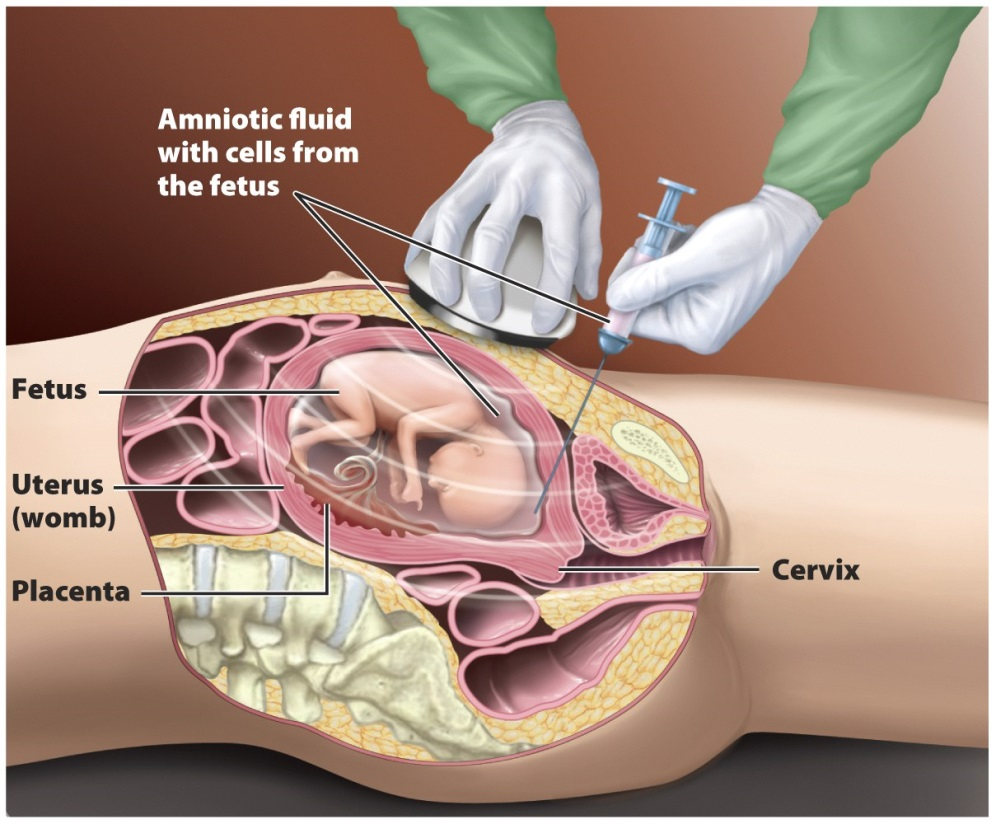 Amniotic fluid
with cells from
the fetus
Fetus
Uterus
(womb)
Placenta
Cervix